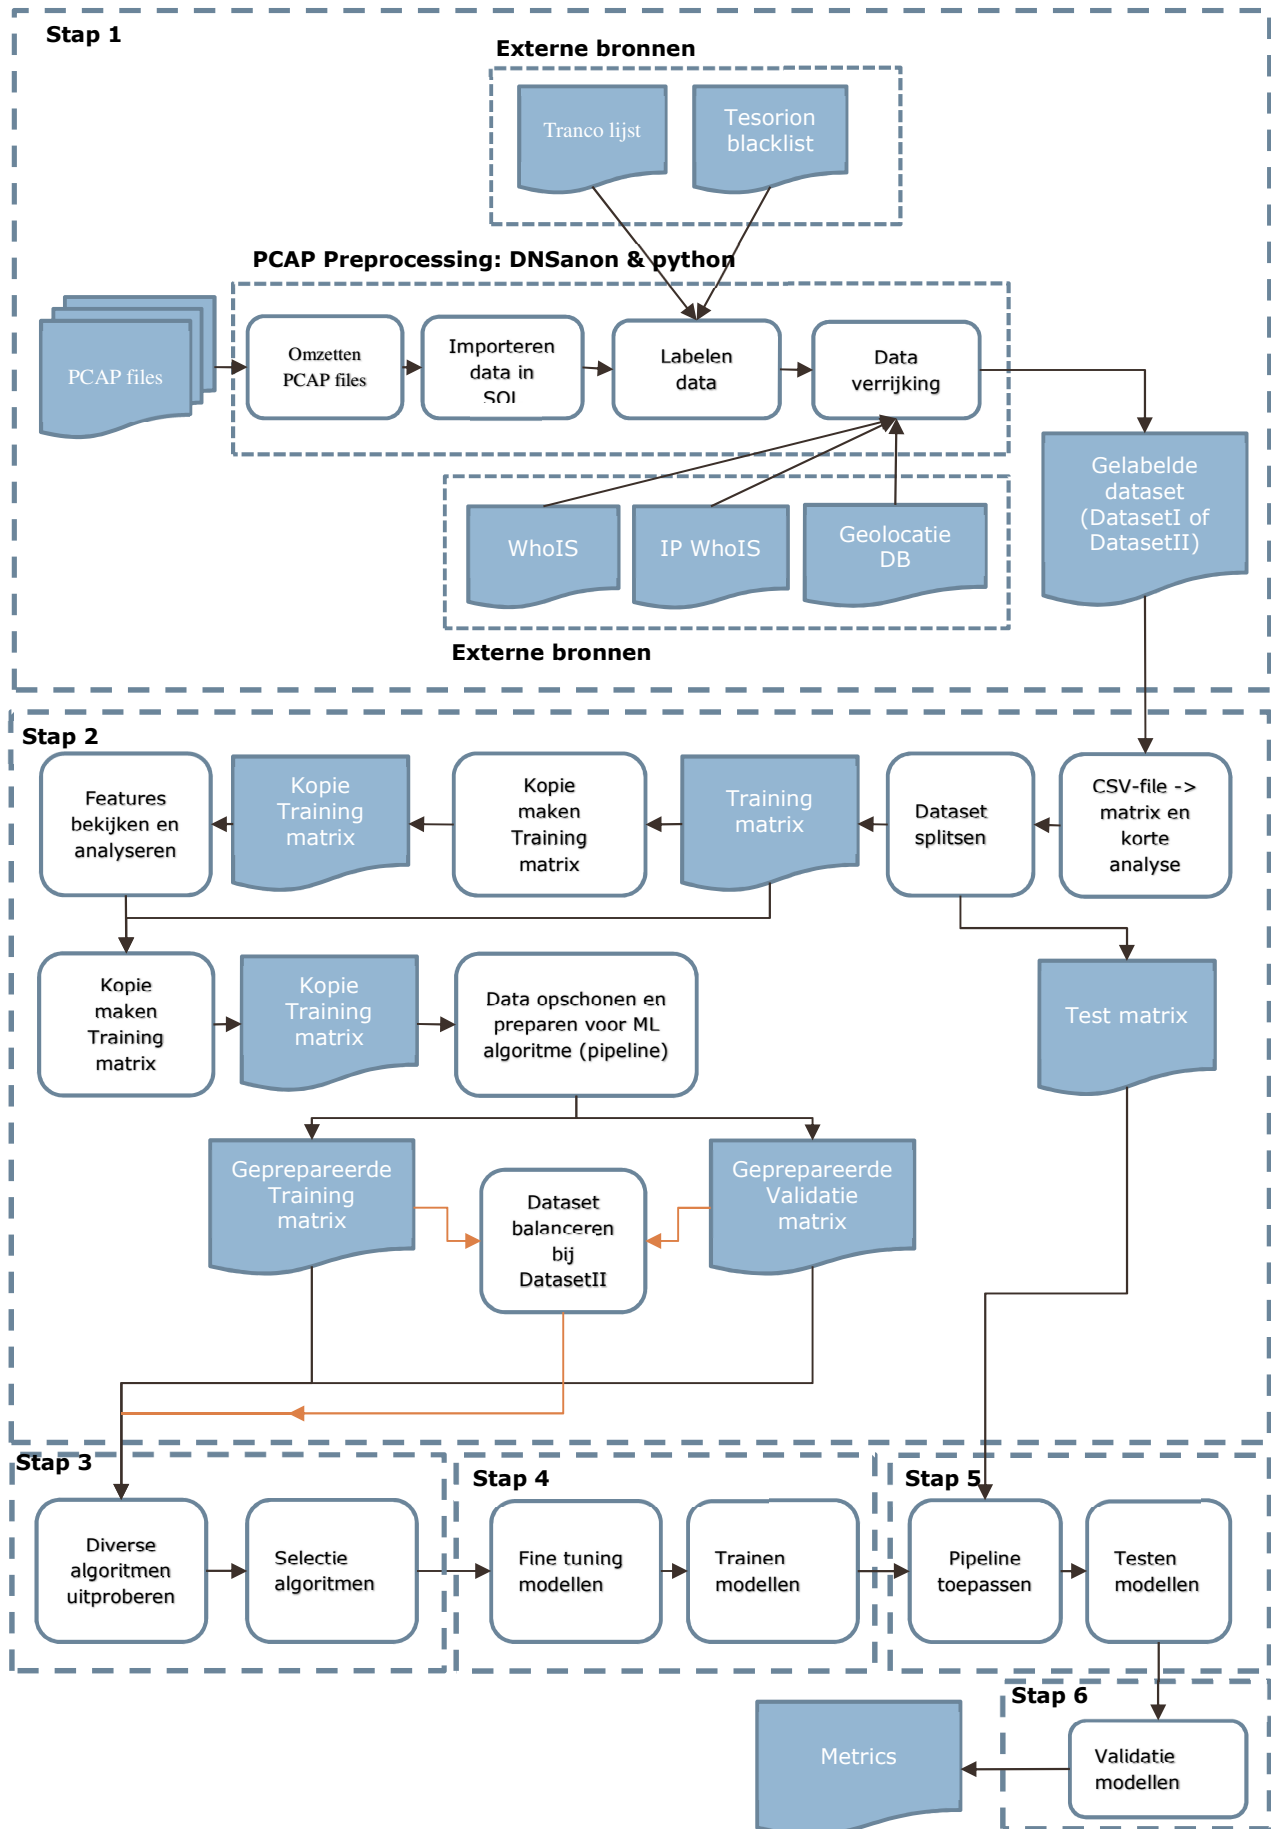 Stap 1
Externe bronnen
Tranco lijst
Tesorion
blacklist
PCAP Preprocessing: DNSanon & python
PCAP files
Omzetten
PCAP files
Importeren
data in
SQL
Labelen
data
Data
verrijking
Gelabelde
dataset
(DatasetI of
DatasetII)
WhoIS
IP WhoIS
Geolocatie
DB
Externe bronnen
Stap 2
Features
bekijken en
analyseren
Kopie
Training
matrix
Kopie
maken
Training
matrix
Training
matrix
Dataset
splitsen
CSV-file ->
matrix en
korte
analyse
Kopie
maken
Training
matrix
Kopie
Training
matrix
Data opschonen en
preparen voor ML
algoritme (pipeline)
Test matrix
Geprepareerde
Training
matrix
Dataset
balanceren
bij
DatasetII
Geprepareerde
Validatie
matrix
Stap 3
Diverse
algoritmen
uitproberen
Selectie
algoritmen
Stap 4
Fine tuning
modellen
Trainen
modellen
Stap 5
Pipeline
toepassen
Testen
modellen
Stap 6
Validatie
modellen
Metrics